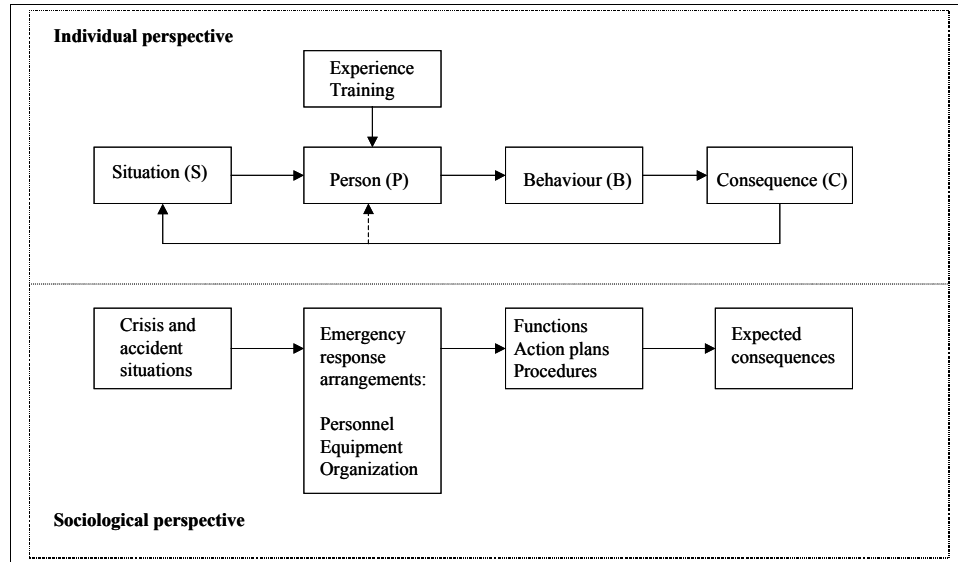 Individual perspective
Experience
Training
Situation (S)
Person (P)
Behaviour (B)
Consequence (C)
Crisis and
accident
situations
Emergency
response
arrangements:
Personnel
Equipment
Organization
Functions
Action plans
Procedures
Expected
consequences
Sociological perspective